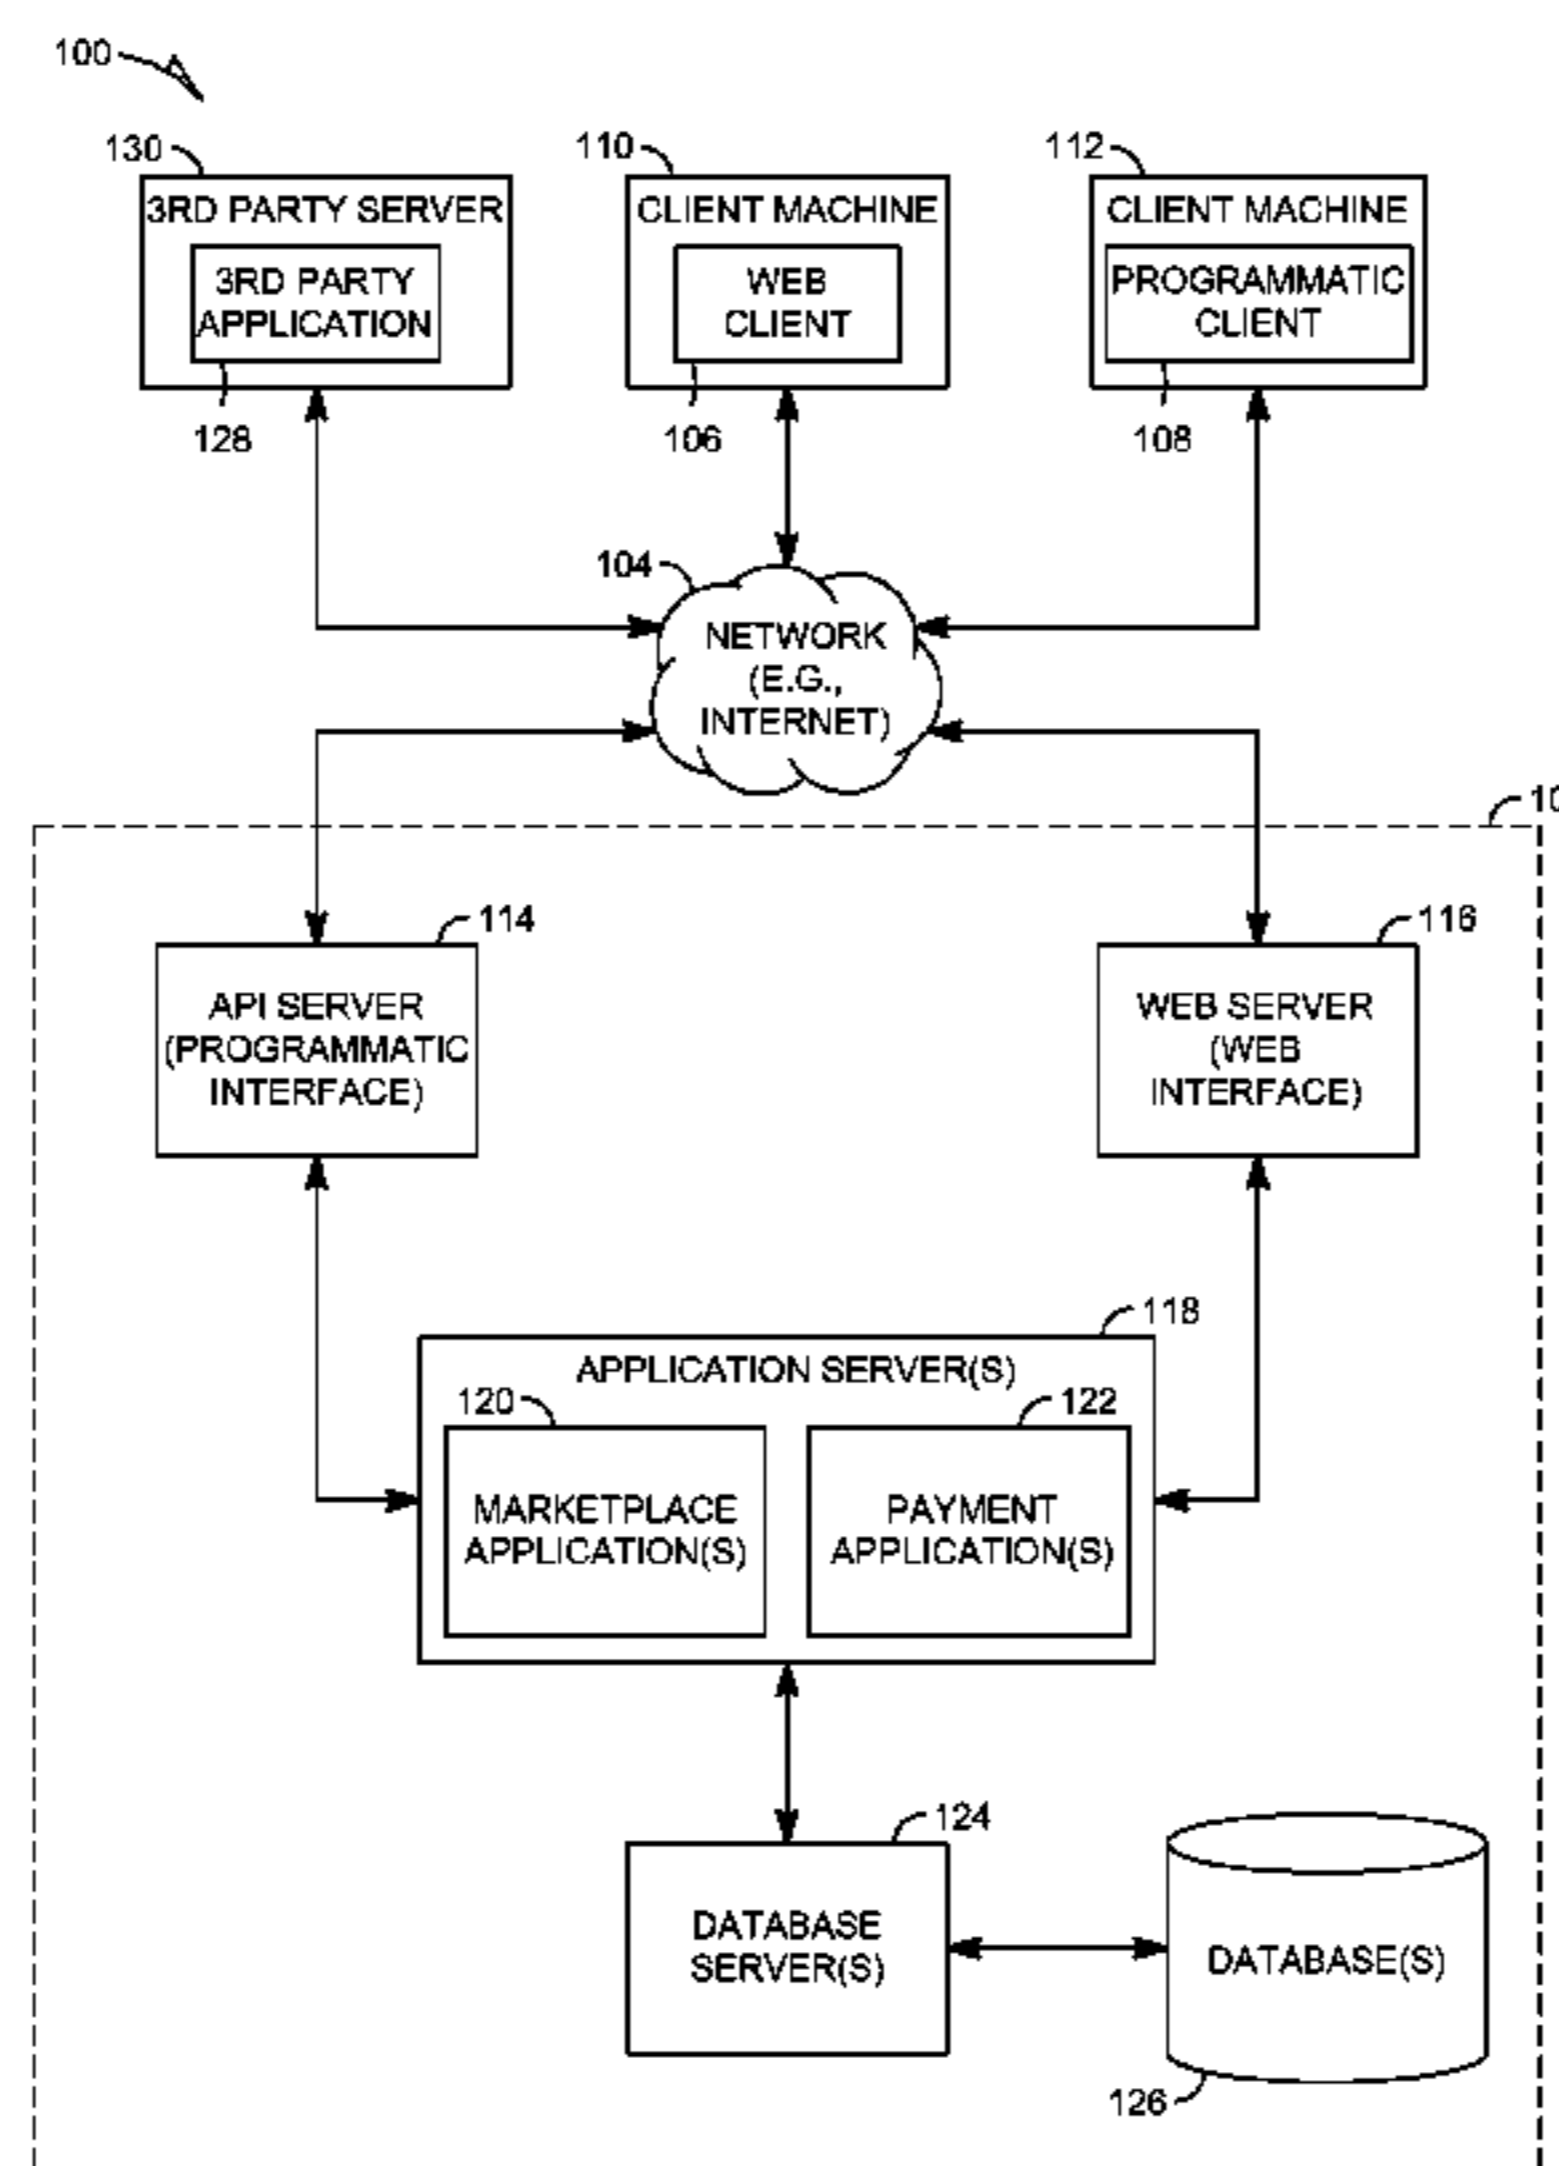 100
130
110
112
3RD PARTY SERVER
3RD PARTY
APPLICATION
CLIENT MACHINE
WEB
CLIENT
CLIENT MACHINE
PROGRAMMATIC
CLIENT
128
106
108
104
NETWORK
(E.G.,
INTERNET)
114
116
API SERVER
(PROGRAMMATIC
INTERFACE)
WEB SERVER
(WEB
INTERFACE)
118
APPLICATION SERVER(S)
120
122
MARKETPLACE
APPLICATION(S)
PAYMENT
APPLICATION(S)
124
DATABASE
SERVER(S)
DATABASE(S)
126